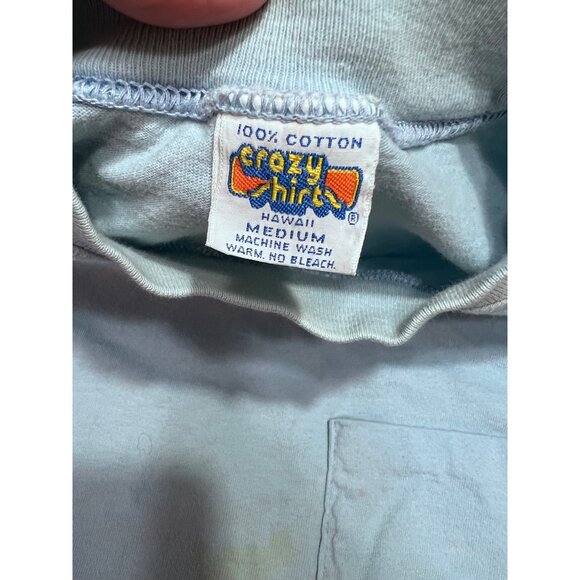 100% COTTON
crazy
shirts
HAWAII ®
MEDIUM
MACHINE WASH
WARM. NO BLEACH.